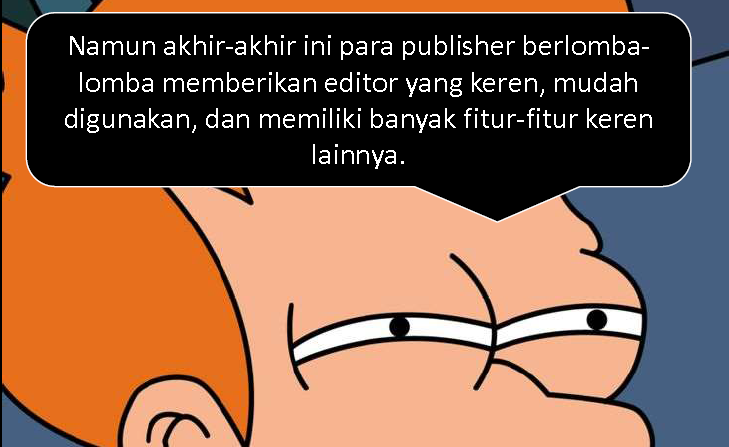 Namun akhir-akhir ini para publisher berlomba-
lomba memberikan editor yang keren, mudah
digunakan, dan memiliki banyak fitur-fitur keren
lainnya.